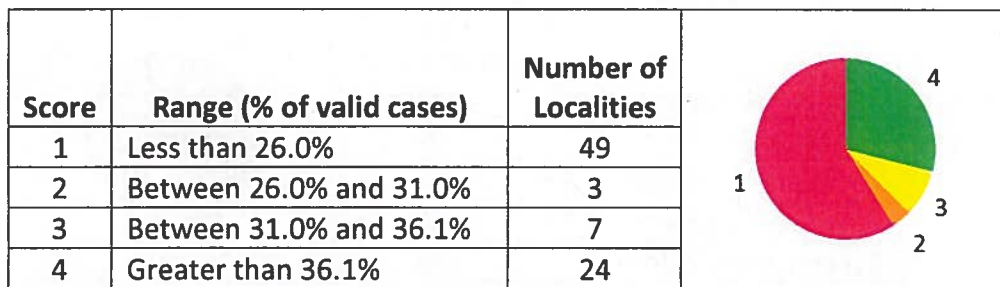 Score Range (% of valid cases) Number of Localities
1 Less than 26.0% 49
2 Between 26.0% and 31.0% 3
3 Between 31.0% and 36.1% 7
4 Greater than 36.1% 24
4
1
3
2